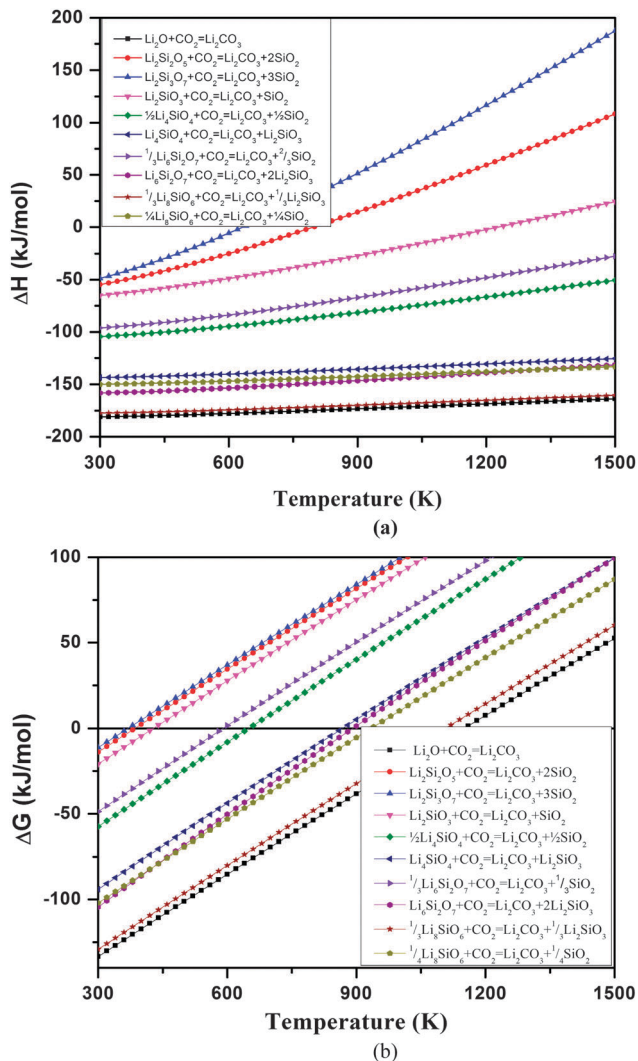 (a)
200
150
100
50
0
-50
-100
-150
-200
ΔH (kJ/mol)
Li₂O+CO₂=Li₂CO₃
Li₂Si₂O₅+CO₂=Li₂CO₃+2SiO₂
Li₂Si₃O₇+CO₂=Li₂CO₃+3SiO₂
Li₂SiO₃+CO₂=Li₂CO₃+SiO₂
½Li₄SiO₄+CO₂=Li₂CO₃+½SiO₂
Li₄SiO₄+CO₂=Li₂CO₃+Li₂SiO₃
¹/₃Li₆Si₂O₇+CO₂=Li₂CO₃+²/₃SiO₂
Li₆Si₂O₇+CO₂=Li₂CO₃+2Li₂SiO₃
¹/₃Li₈SiO₆+CO₂=Li₂CO₃+¹/₃Li₂SiO₃
¼Li₈SiO₆+CO₂=Li₂CO₃+¼SiO₂
300 600 900 1200 1500
Temperature (K)
(a)
100
50
0
-50
-100
ΔG (kJ/mol)
Li₂O+CO₂=Li₂CO₃
Li₂Si₂O₅+CO₂=Li₂CO₃+2SiO₂
Li₂Si₃O₇+CO₂=Li₂CO₃+3SiO₂
Li₂SiO₃+CO₂=Li₂CO₃+SiO₂
½Li₄SiO₄+CO₂=Li₂CO₃+½SiO₂
Li₄SiO₄+CO₂=Li₂CO₃+Li₂SiO₃
¹/₃Li₆Si₂O₇+CO₂=Li₂CO₃+¹/₃SiO₂
Li₆Si₂O₇+CO₂=Li₂CO₃+2Li₂SiO₃
¹/₃Li₈SiO₆+CO₂=Li₂CO₃+¹/₃Li₂SiO₃
¹/₄Li₈SiO₆+CO₂=Li₂CO₃+¹/₄SiO₂
300 600 900 1200 1500
Temperature (K)
(b)